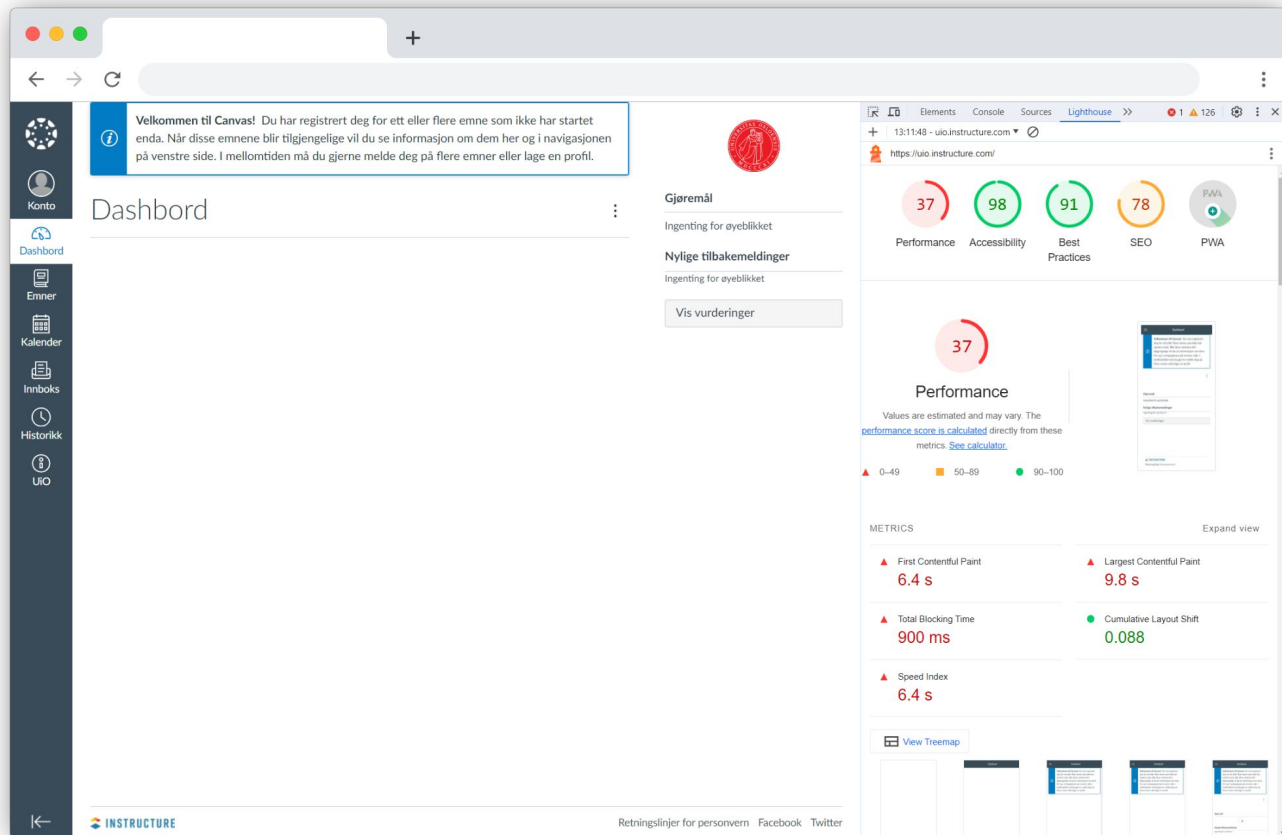 Velkommen til Canvas! Du har registrert deg for ett eller flere emne som ikke har startet
enda. Når disse emnene blir tilgjengelige vil du se informasjon om dem her og i navigasjonen
på venstre side. I mellomtiden må du gjerne melde deg på flere emner eller lage en profil.
Konto
Dashbord
Emner
Kalender
Innboks
Historikk
UiO
Dashbord
Gjøremål
Ingenting for øyeblikket
Nylige tilbakemeldinger
Ingenting for øyeblikket
Vis vurderinger
INSTRUCTURE
Retningslinjer for personvern Facebook Twitter
Elements Console Sources Lighthouse 1 126
13:11:48 - uio.instructure.com
https://uio.instructure.com/
37 98 91 78 PWA
Performance Accessibility Best Practices SEO PWA
37
Performance
Values are estimated and may vary. The
performance score is calculated directly from these
metrics. See calculator.
0–49 50–89 90–100
METRICS Expand view
First Contentful Paint
6.4 s
Largest Contentful Paint
9.8 s
Total Blocking Time
900 ms
Cumulative Layout Shift
0.088
Speed Index
6.4 s
View Treemap